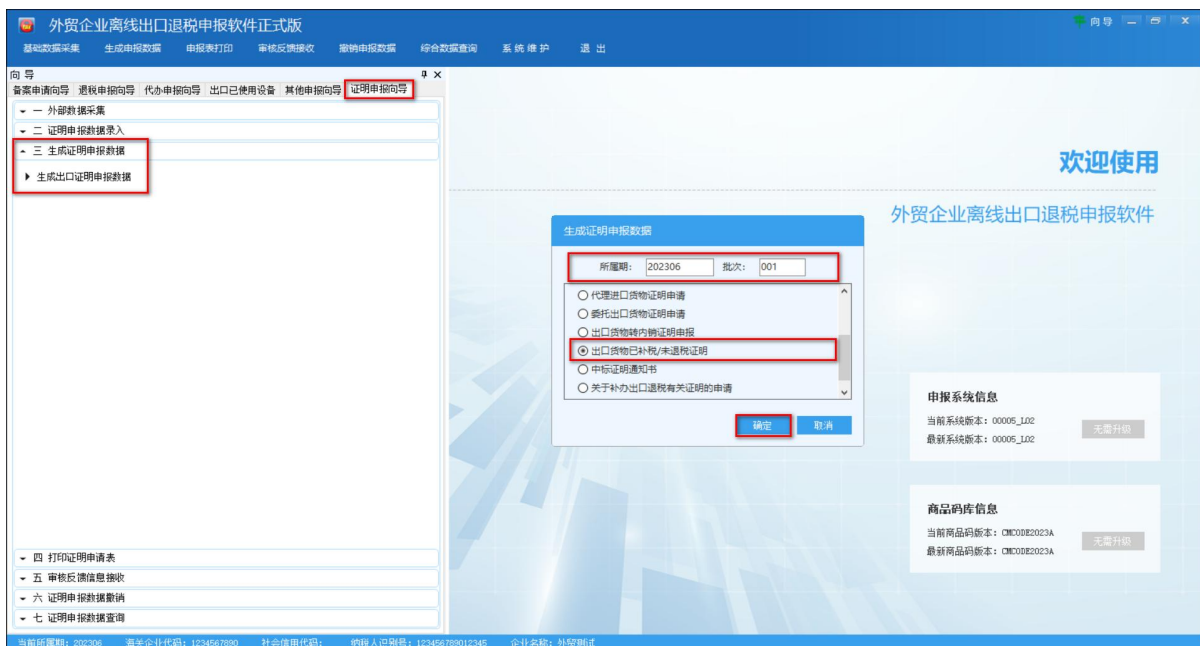 外贸企业离线出口退税申报软件正式版
向导
基础数据采集 生成申报数据 申报表打印 审核反馈接收 撤销申报数据 综合数据查询 系统维护 退出
向导
备案申请向导 退税申报向导 代办申报向导 出口已使用设备 其他申报向导 证明申报向导
一 外部数据采集
二 证明申报数据录入
三 生成证明申报数据
生成出口证明申报数据
欢迎使用
外贸企业离线出口退税申报软件
生成证明申报数据
所属期: 202306 批次: 001
代理进口货物证明申请
委托出口货物证明申请
出口货物转内销证明申报
出口货物已补税/未退税证明
中标证明通知书
关于补办出口退税有关证明的申请
确定 取消
申报系统信息
当前系统版本: 00005_L02
最新系统版本: 00005_L02
无需升级
商品码库信息
当前商品码版本: CMCODE2023A
最新商品码版本: CMCODE2023A
无需升级
四 打印证明申请表
五 审核反馈信息接收
六 证明申报数据撤销
七 证明申报数据查询
当前所属期: 202306 海关企业代码: 1234567890 社会信用代码: 纳税人识别号: 123456789012345 企业名称: 外贸测试